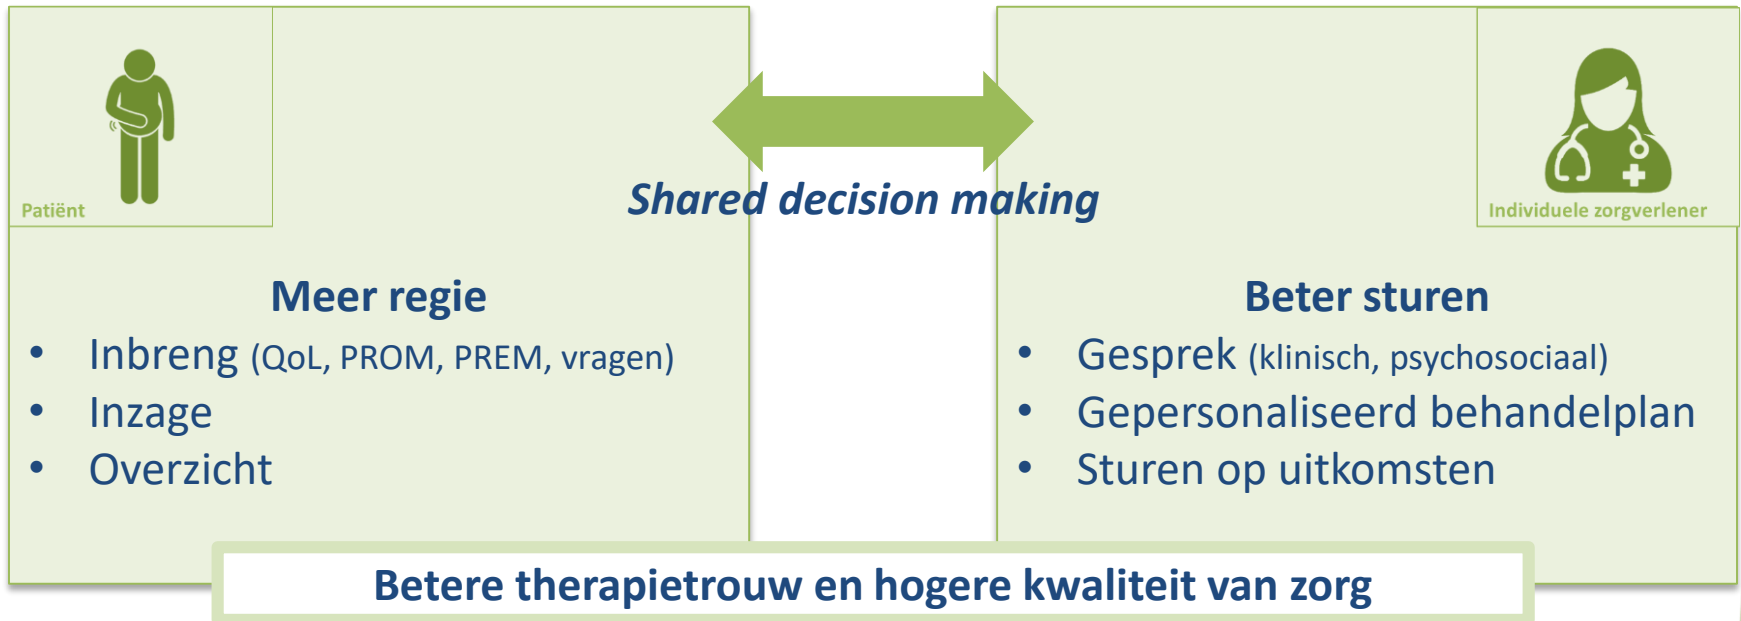 Patiënt
Shared decision making
Individuele zorgverlener
Meer regie
• Inbreng (QoL, PROM, PREM, vragen)
• Inzage
• Overzicht
Beter sturen
• Gesprek (klinisch, psychosociaal)
• Gepersonaliseerd behandelplan
• Sturen op uitkomsten
Betere therapietrouw en hogere kwaliteit van zorg